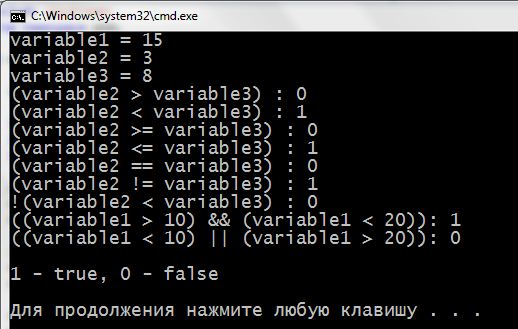 C:\Windows\system32\cmd.exe
variable1 = 15
variable2 = 3
variable3 = 8
(variable2 > variable3) : 0
(variable2 < variable3) : 1
(variable2 >= variable3) : 0
(variable2 <= variable3) : 1
(variable2 == variable3) : 0
(variable2 != variable3) : 1
!(variable2 < variable3) : 0
((variable1 > 10) && (variable1 < 20)): 1
((variable1 < 10) || (variable1 > 20)): 0
1 - true, 0 - false
Для продолжения нажмите любую клавишу . . .